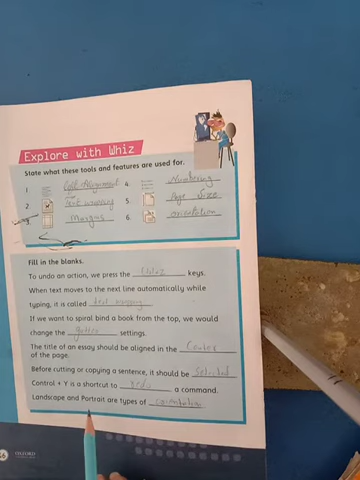 Explore with Whiz
State what these tools and features are used for.
1. Left Alignment 4. Numbering
2. text wrapping 5. Page Size
3. Margins 6. orientation
Fill in the blanks.
To undo an action, we press the Ctrl+Z keys.
When text moves to the next line automatically while
typing, it is called text wrapping
If we want to spiral bind a book from the top, we would
change the gutter settings.
The title of an essay should be aligned in the Center
of the page.
Before cutting or copying a sentence, it should be Selected
Control + Y is a shortcut to redo a command.
Landscape and Portrait are types of orientation
OXFORD